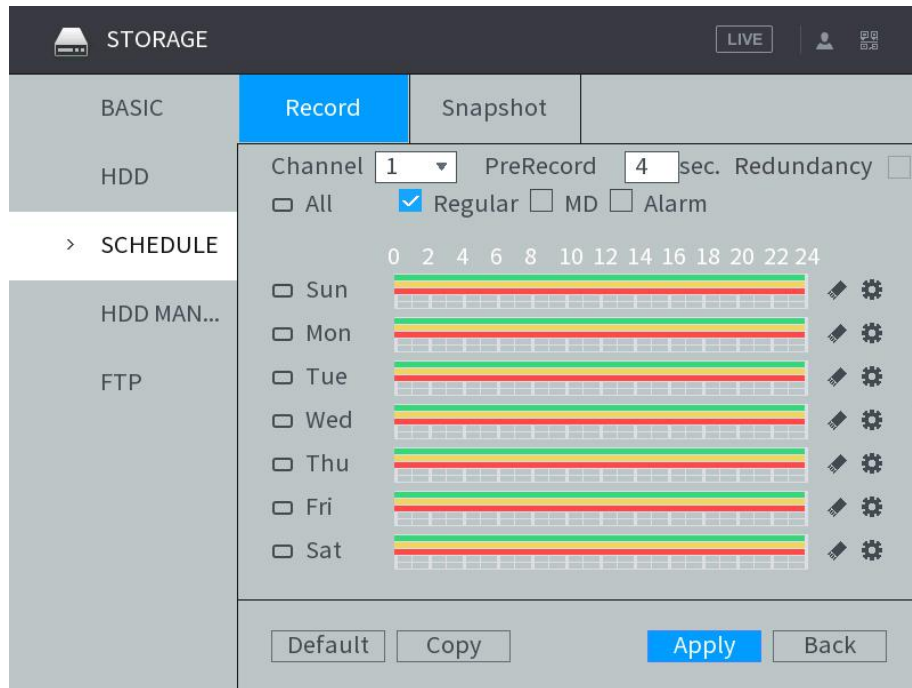 STORAGE LIVE
BASIC
HDD
> SCHEDULE
HDD MAN...
FTP
Record Snapshot
Channel 1 PreRecord 4 sec. Redundancy
All Regular MD Alarm
0 2 4 6 8 10 12 14 16 18 20 22 24
Sun
Mon
Tue
Wed
Thu
Fri
Sat
Default Copy Apply Back